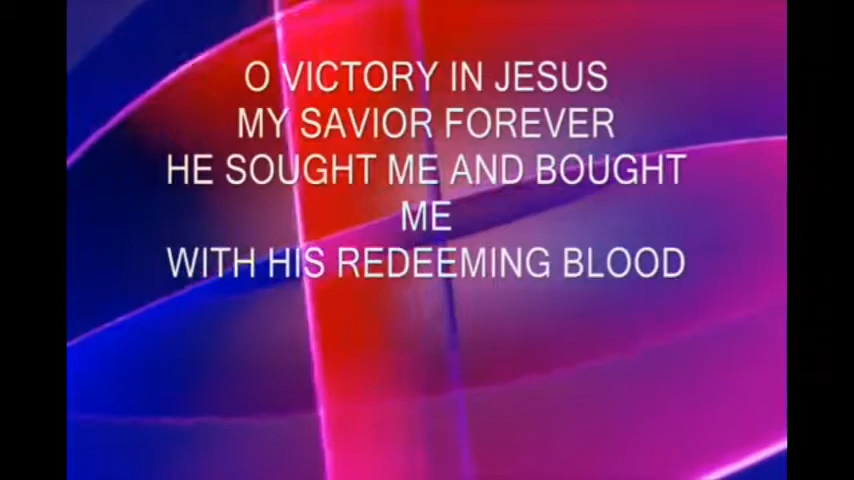 O VICTORY IN JESUS
MY SAVIOR FOREVER
HE SOUGHT ME AND BOUGHT
ME
WITH HIS REDEEMING BLOOD